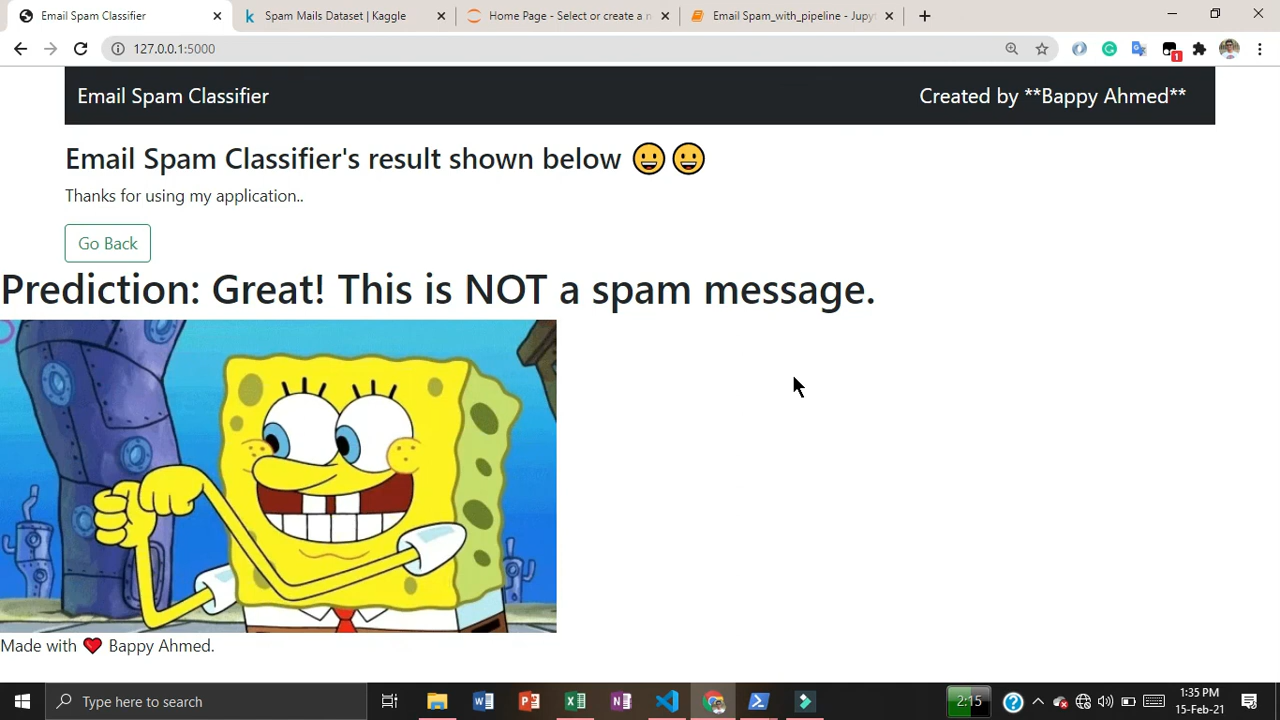 Email Spam Classifier
Spam Mails Dataset | Kaggle
Home Page - Select or create a n
Email Spam_with_pipeline - Jupyt
127.0.0.1:5000
1
Email Spam Classifier
Created by **Bappy Ahmed**
Email Spam Classifier's result shown below 😀😀
Thanks for using my application..
Go Back
Prediction: Great! This is NOT a spam message.
Made with ❤ Bappy Ahmed.
Type here to search
2:15
1:35 PM
15-Feb-21